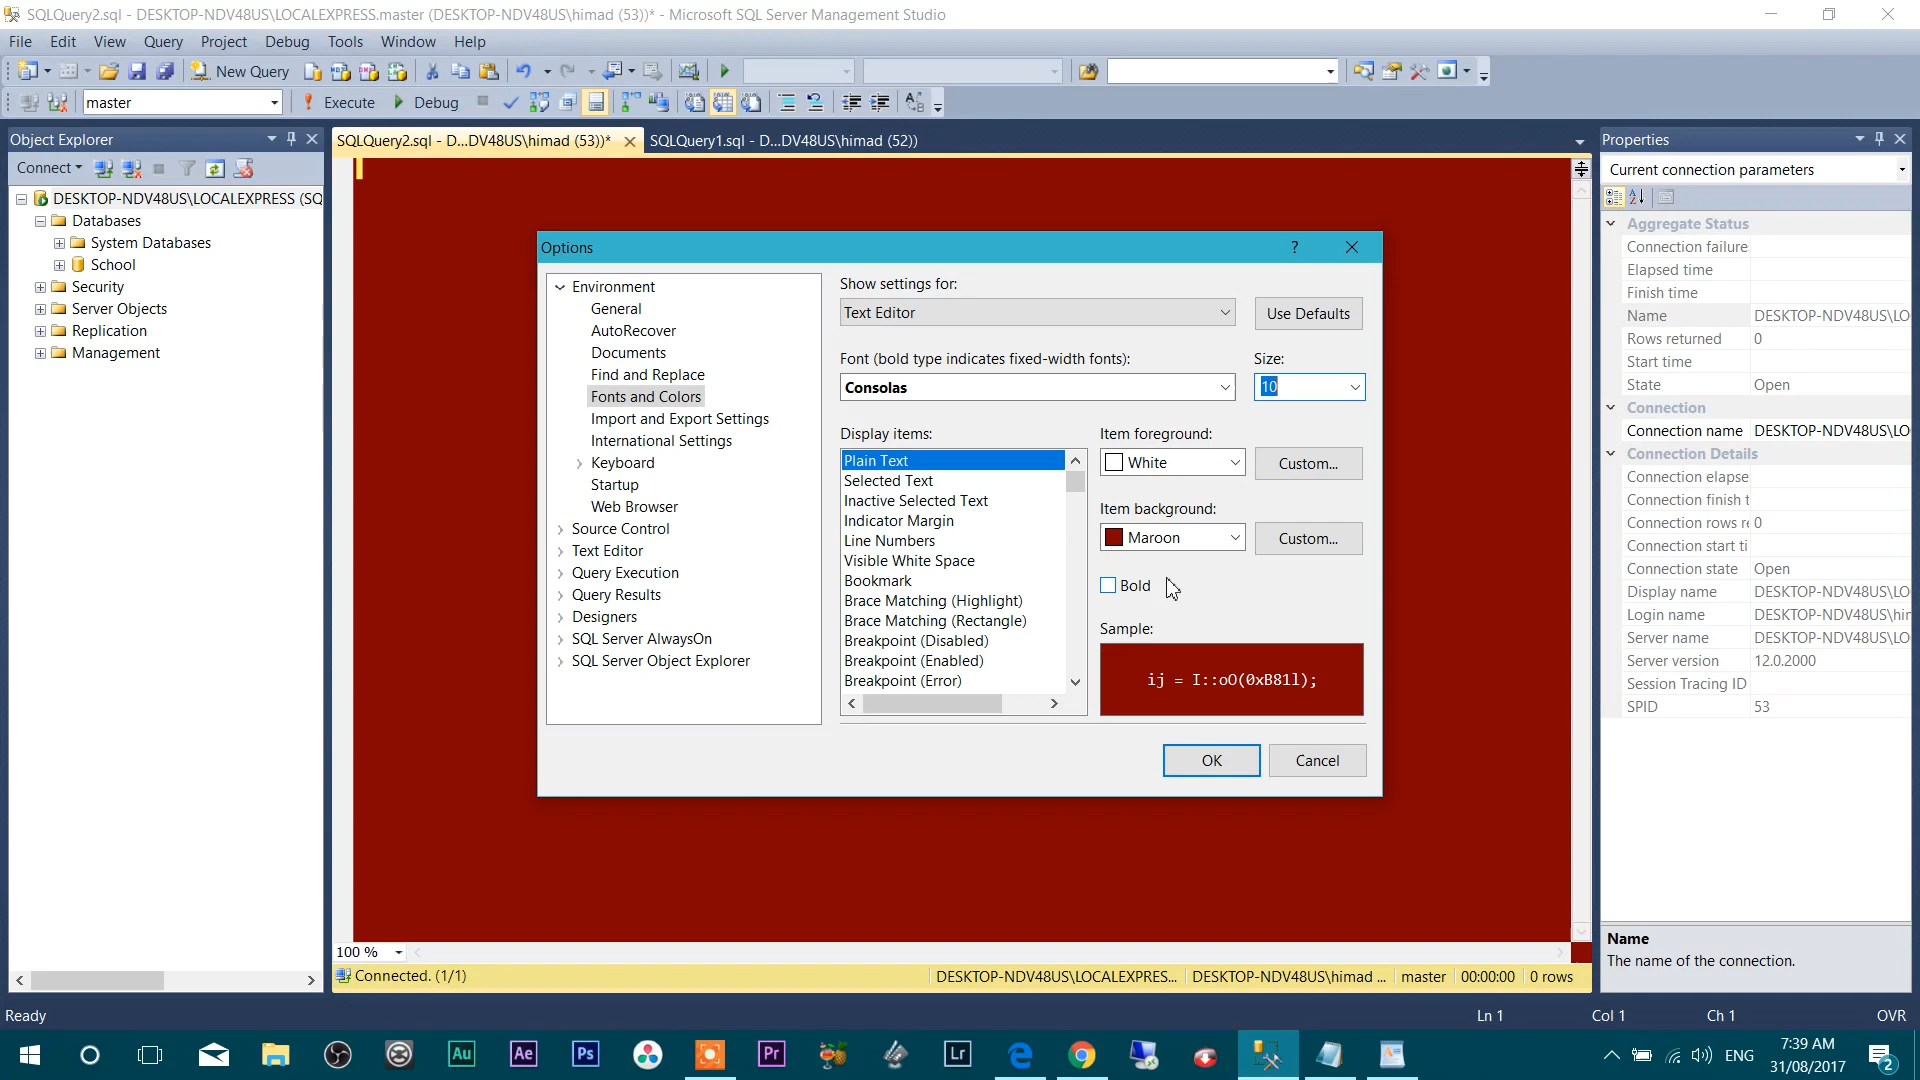 SQLQuery2.sql - DESKTOP-NDV48US\LOCALEXPRESS.master (DESKTOP-NDV48US\himad (53))* - Microsoft SQL Server Management Studio
File Edit View Query Project Debug Tools Window Help
New Query
master Execute Debug
Object Explorer
Connect
DESKTOP-NDV48US\LOCALEXPRESS (SQ
Databases
System Databases
School
Security
Server Objects
Replication
Management
SQLQuery2.sql - D...DV48US\himad (53))* SQLQuery1.sql - D...DV48US\himad (52))
Options
Environment
General
AutoRecover
Documents
Find and Replace
Fonts and Colors
Import and Export Settings
International Settings
Keyboard
Startup
Web Browser
Source Control
Text Editor
Query Execution
Query Results
Designers
SQL Server AlwaysOn
SQL Server Object Explorer
Show settings for:
Text Editor
Use Defaults
Font (bold type indicates fixed-width fonts):
Size:
Consolas
10
Display items:
Plain Text
Selected Text
Inactive Selected Text
Indicator Margin
Line Numbers
Visible White Space
Bookmark
Brace Matching (Highlight)
Brace Matching (Rectangle)
Breakpoint (Disabled)
Breakpoint (Enabled)
Breakpoint (Error)
Item foreground:
White
Custom...
Item background:
Maroon
Custom...
Bold
Sample:
ij = I::oO(0xB81l);
OK
Cancel
100 %
Connected. (1/1)
DESKTOP-NDV48US\LOCALEXPRES... DESKTOP-NDV48US\himad ... master 00:00:00 0 rows
Properties
Current connection parameters
Aggregate Status
Connection failure
Elapsed time
Finish time
Name DESKTOP-NDV48US\LO
Rows returned 0
Start time
State Open
Connection
Connection name DESKTOP-NDV48US\LO
Connection Details
Connection elapse
Connection finish t
Connection rows re 0
Connection start ti
Connection state Open
Display name DESKTOP-NDV48US\LO
Login name DESKTOP-NDV48US\hir
Server name DESKTOP-NDV48US\LO
Server version 12.0.2000
Session Tracing ID
SPID 53
Name
The name of the connection.
Ready
Ln 1 Col 1 Ch 1 OVR
Au Ae Ps Pr Lr
ENG
7:39 AM
31/08/2017
2